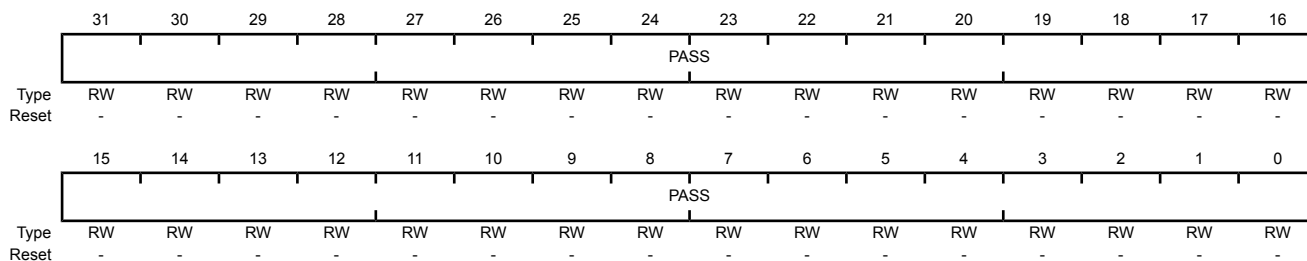 31 30 29 28 27 26 25 24 23 22 21 20 19 18 17 16
PASS
Type RW RW RW RW RW RW RW RW RW RW RW RW RW RW RW RW
Reset - - - - - - - - - - - - - - - -
15 14 13 12 11 10 9 8 7 6 5 4 3 2 1 0
PASS
Type RW RW RW RW RW RW RW RW RW RW RW RW RW RW RW RW
Reset - - - - - - - - - - - - - - - -